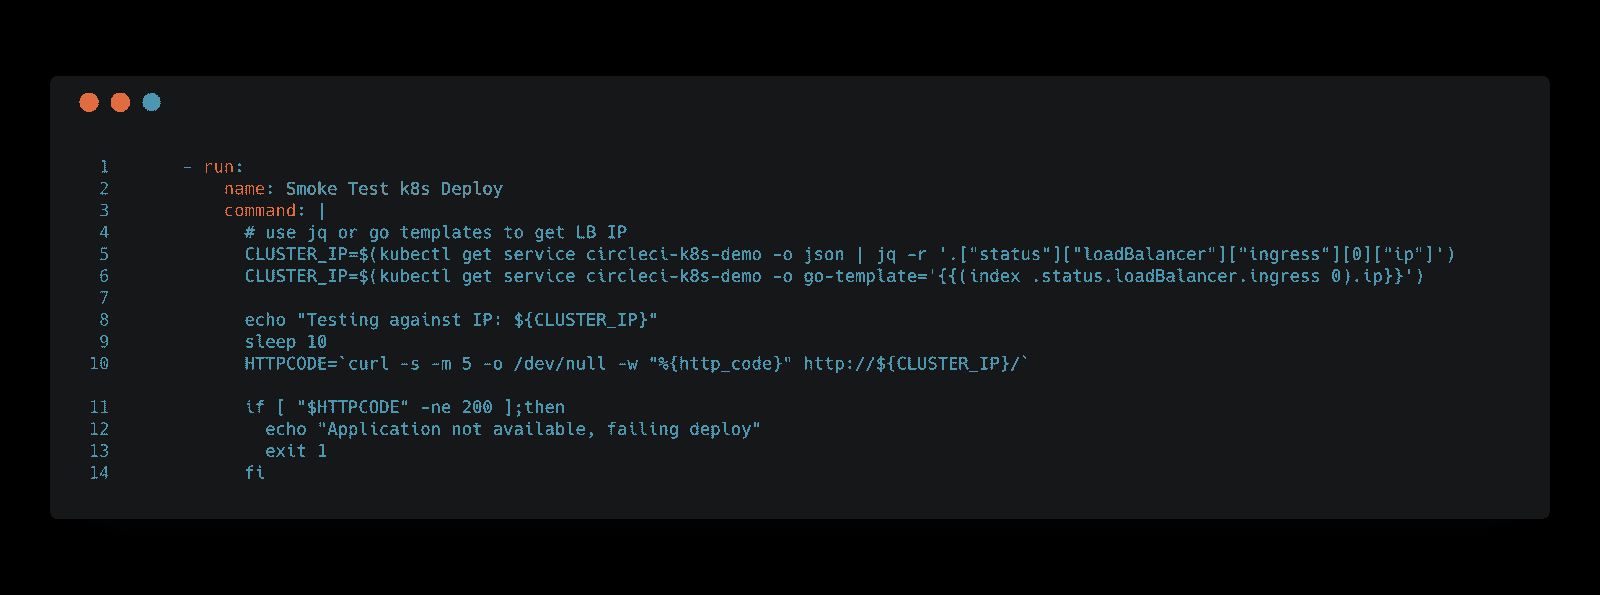 1 - run:
2 name: Smoke Test k8s Deploy
3 command: |
4 # use jq or go templates to get LB IP
5 CLUSTER_IP=$(kubectl get service circleci-k8s-demo -o json | jq -r '.["status"]["loadBalancer"]["ingress"][0]["ip"]')
6 CLUSTER_IP=$(kubectl get service circleci-k8s-demo -o go-template='{{(index .status.loadBalancer.ingress 0).ip}}')
7
8 echo "Testing against IP: ${CLUSTER_IP}"
9 sleep 10
10 HTTPCODE=`curl -s -m 5 -o /dev/null -w "%{http_code}" http://${CLUSTER_IP}/`
11 if [ "$HTTPCODE" -ne 200 ];then
12 echo "Application not available, failing deploy"
13 exit 1
14 fi